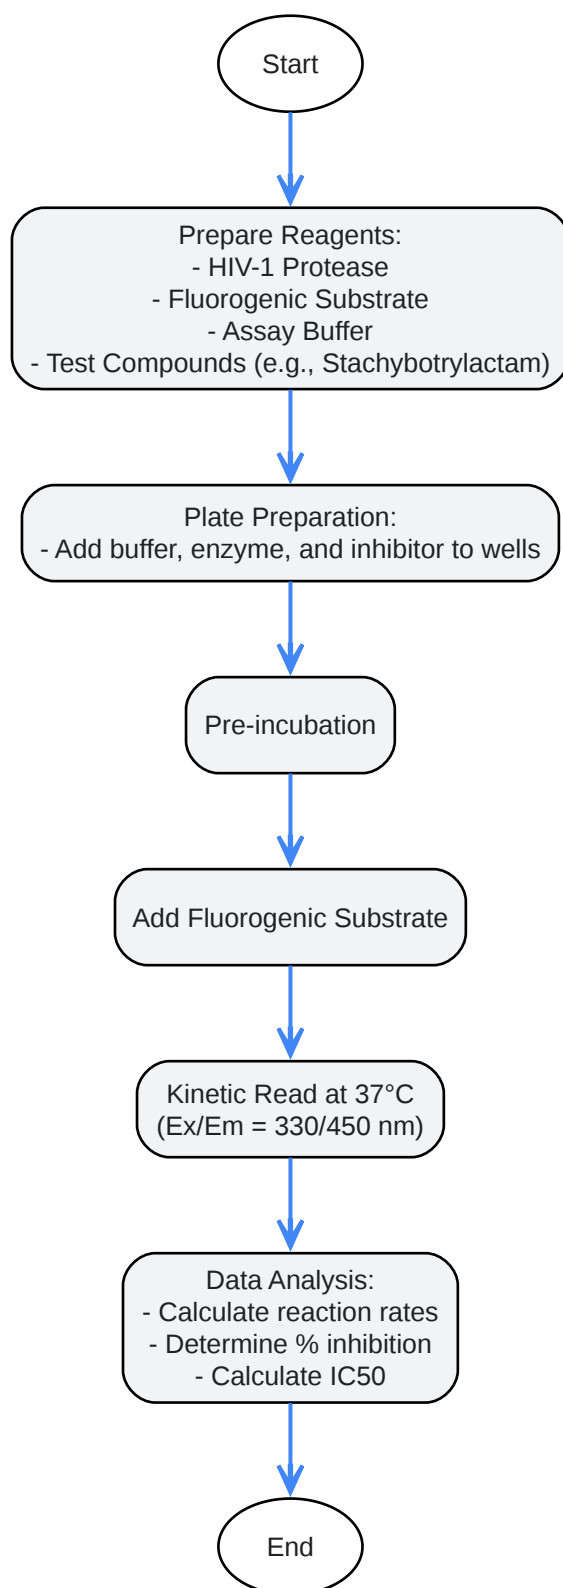 Start
Prepare Reagents:
- HIV-1 Protease
- Fluorogenic Substrate
- Assay Buffer
- Test Compounds (e.g., Stachybotrylactam)
Plate Preparation:
- Add buffer, enzyme, and inhibitor to wells
Pre-incubation
Add Fluorogenic Substrate
Kinetic Read at 37°C
(Ex/Em = 330/450 nm)
Data Analysis:
- Calculate reaction rates
- Determine % inhibition
- Calculate IC50
End